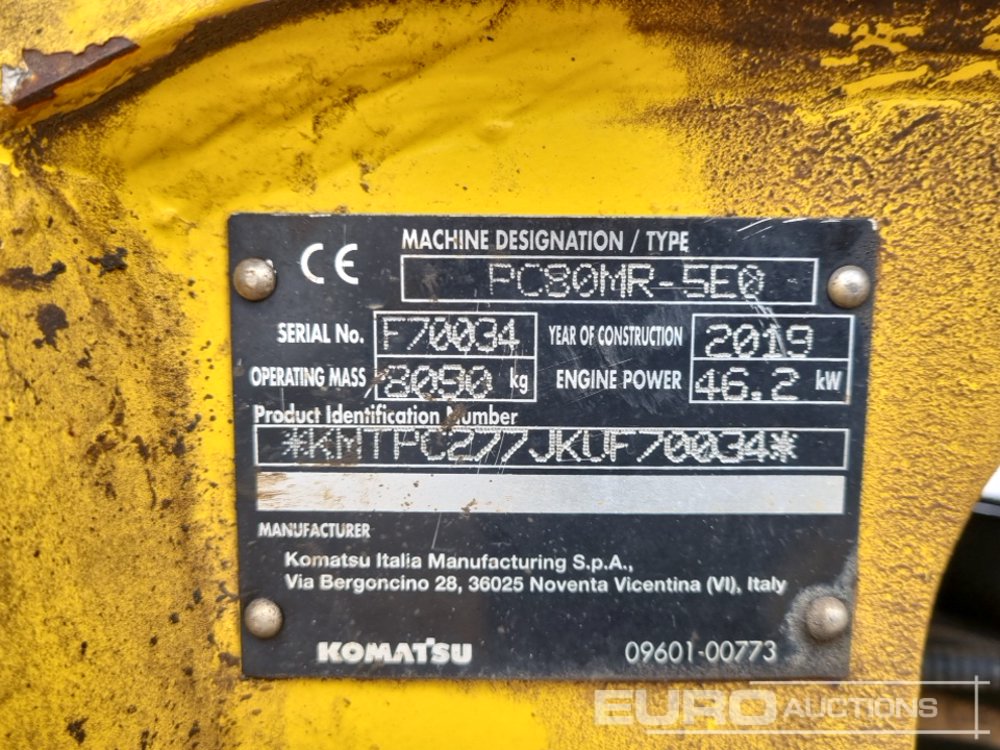 CE
MACHINE DESIGNATION / TYPE
PC80MR-5E0
SERIAL No. F70034 YEAR OF CONSTRUCTION 2019
OPERATING MASS 8090 kg ENGINE POWER 46.2 kW
Product Identification Number
*KMTPC277JKUF70034*
MANUFACTURER
Komatsu Italia Manufacturing S.p.A.,
Via Bergoncino 28, 36025 Noventa Vicentina (VI), Italy
KOMATSU 09601-00773
EURO AUCTIONS